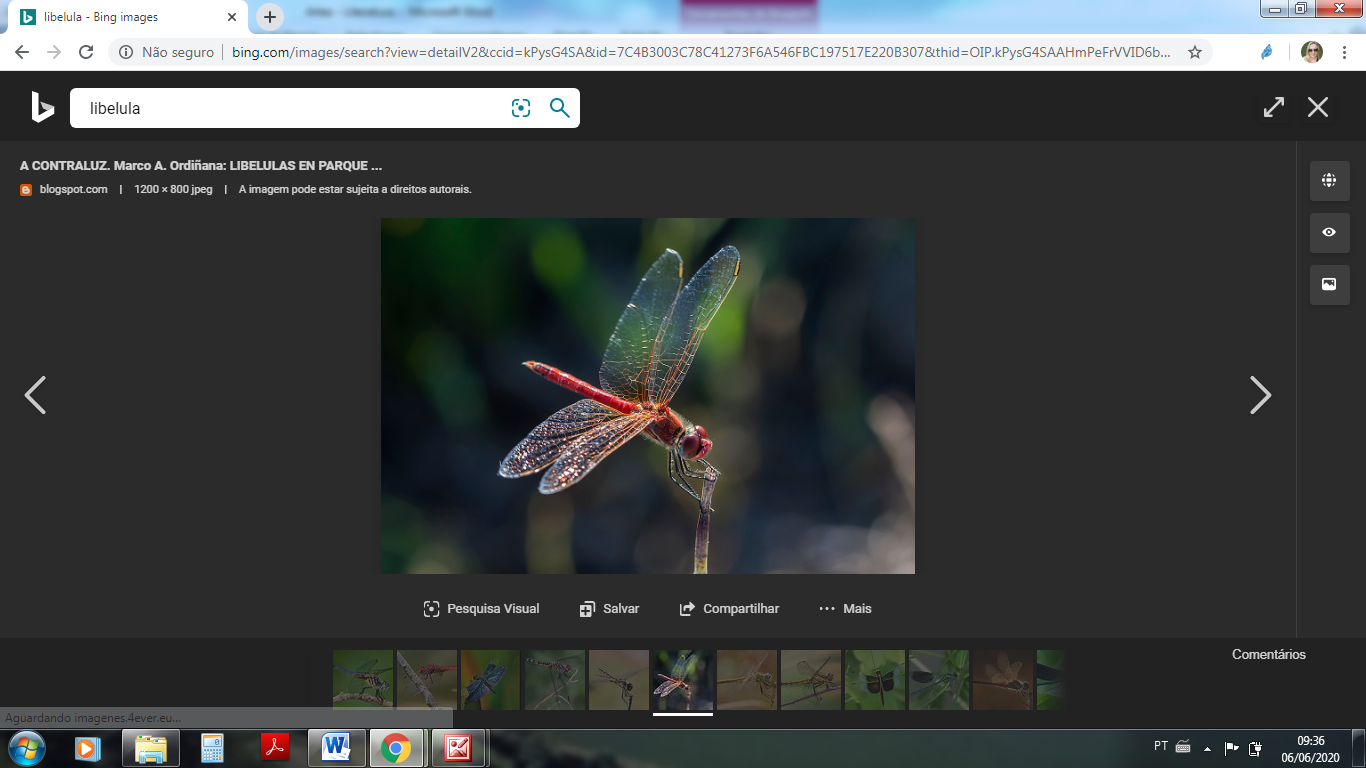 libelula - Bing images
Não seguro | bing.com/images/search?view=detailV2&ccid=kPysG4SA&id=7C4B3003C78C41273F6A546FBC197517E220B307&thid=OIP.kPysG4SAAHmPeFrVVID6b...
libelula
A CONTRALUZ. Marco A. Ordiñana: LIBELULAS EN PARQUE ...
blogspot.com | 1200 × 800 jpeg | A imagem pode estar sujeita a direitos autorais.
Pesquisa Visual Salvar Compartilhar Mais
Comentários
Aguardando imagenes.4ever.eu...
PT 09:36
06/06/2020